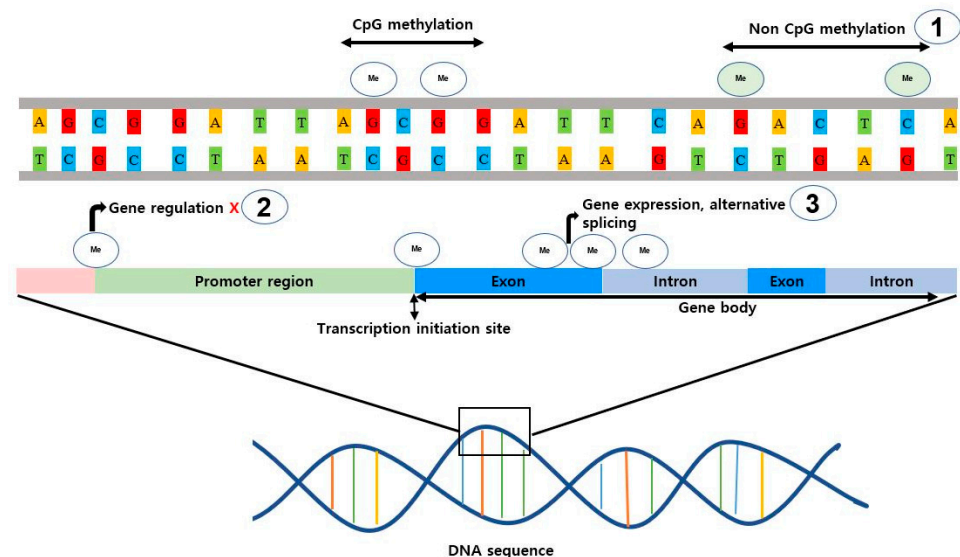 CpG methylation
Non CpG methylation 1
Me Me Me Me
A G C G G A T T A G C G G A T T C A G A C T C A
T C G C C T A A T C G C C T A A G T C T G A G T
Gene regulation X 2
Gene expression, alternative 3
splicing
Me Me Me Me Me
Promoter region Exon Intron Exon Intron
Gene body
Transcription initiation site
DNA sequence